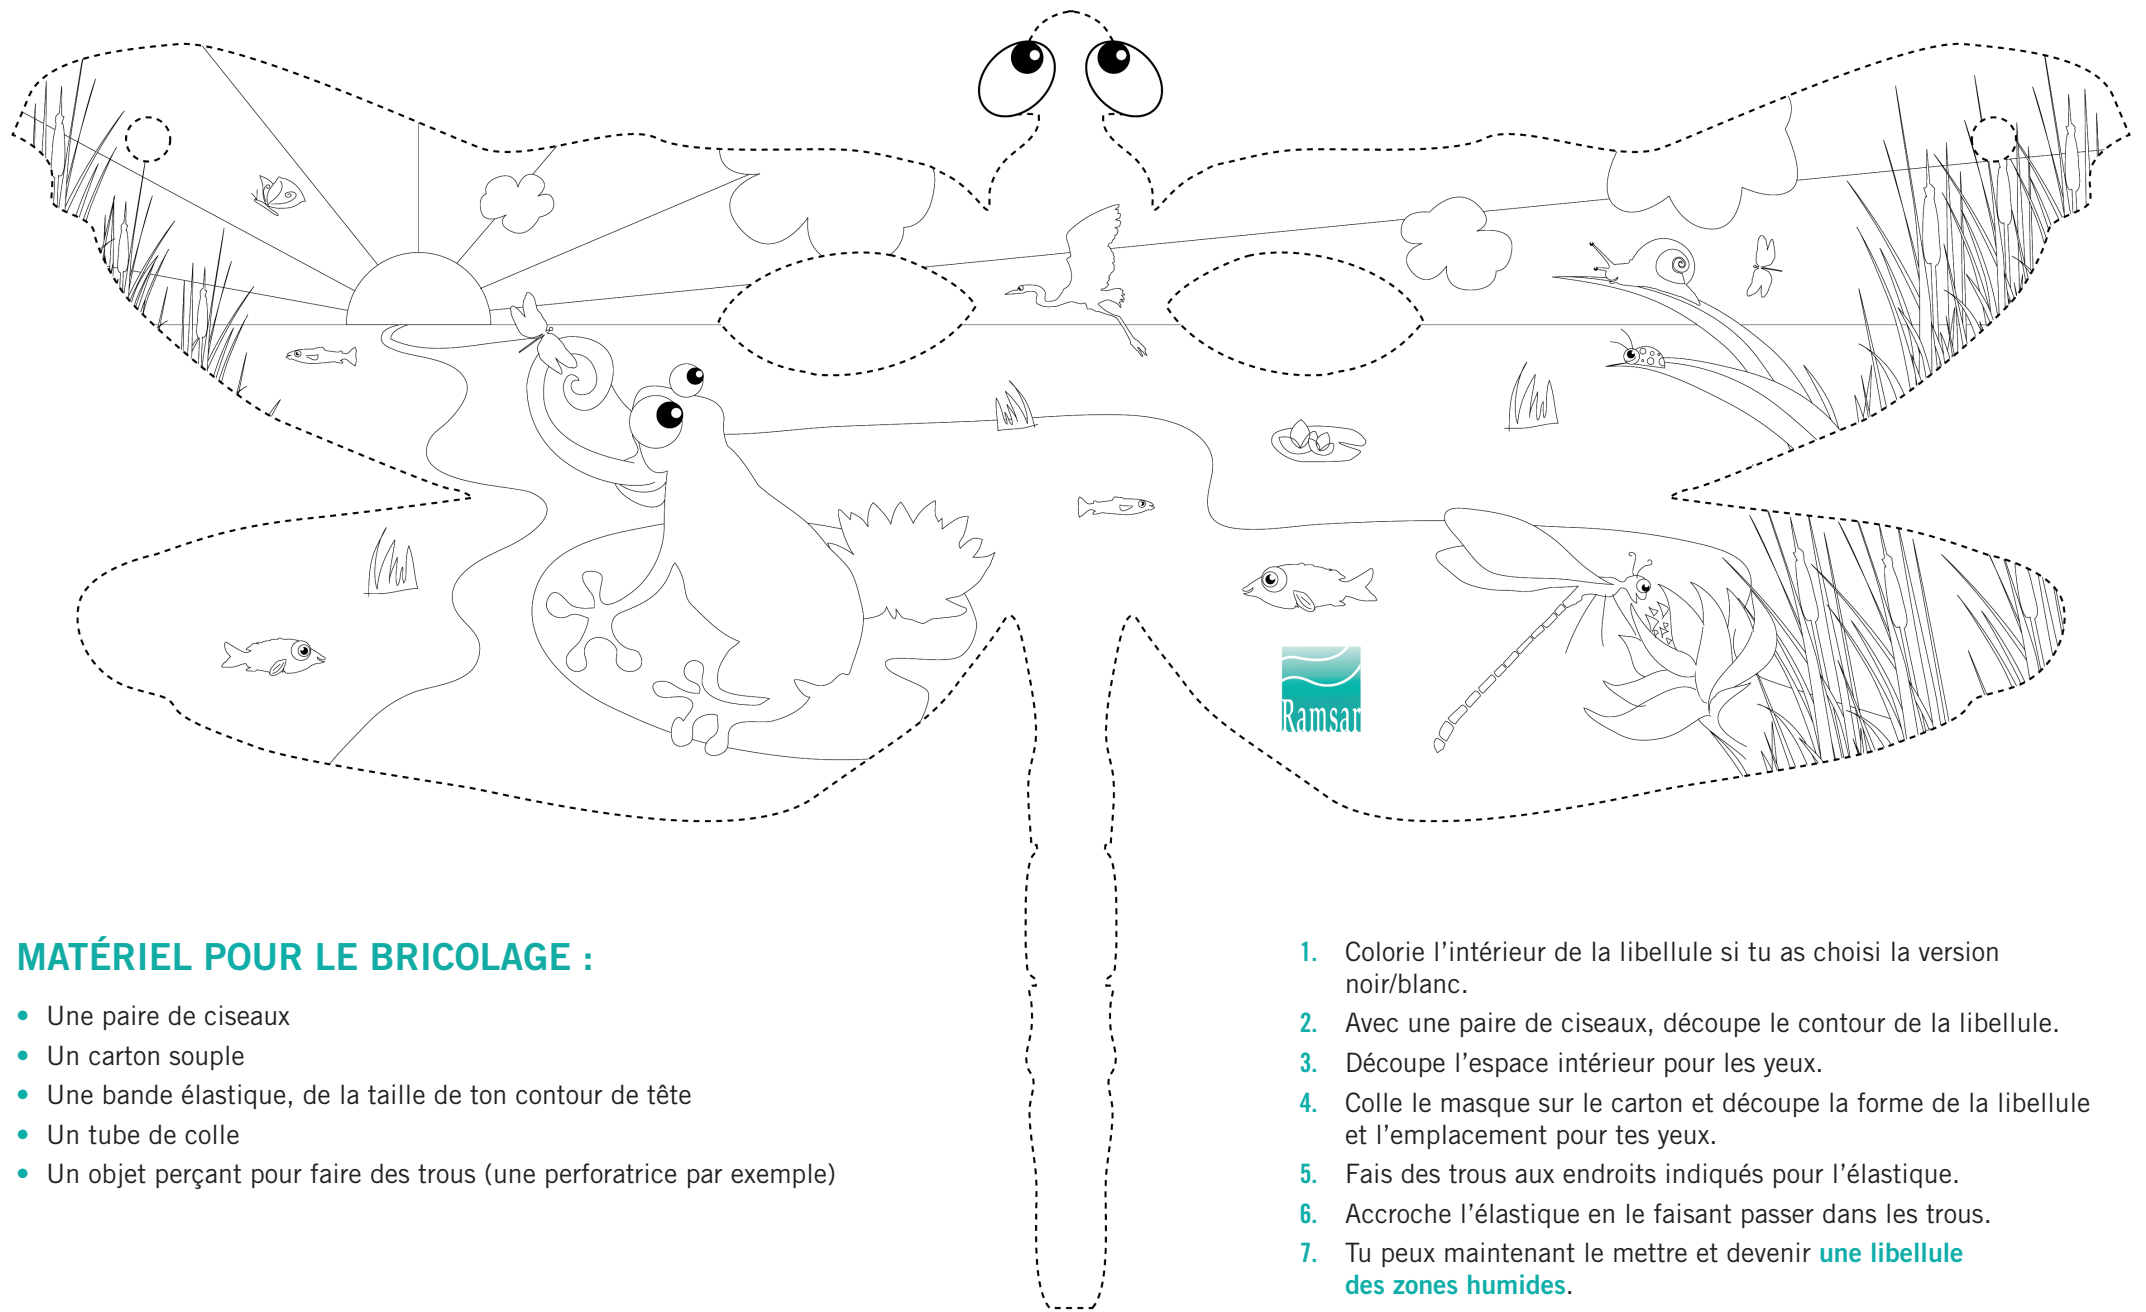 Ramsar
MATÉRIEL POUR LE BRICOLAGE :
• Une paire de ciseaux
• Un carton souple
• Une bande élastique, de la taille de ton contour de tête
• Un tube de colle
• Un objet perçant pour faire des trous (une perforatrice par exemple)
1. Colorie l’intérieur de la libellule si tu as choisi la version
noir/blanc.
2. Avec une paire de ciseaux, découpe le contour de la libellule.
3. Découpe l’espace intérieur pour les yeux.
4. Colle le masque sur le carton et découpe la forme de la libellule
et l’emplacement pour tes yeux.
5. Fais des trous aux endroits indiqués pour l’élastique.
6. Accroche l’élastique en le faisant passer dans les trous.
7. Tu peux maintenant le mettre et devenir une libellule
des zones humides.